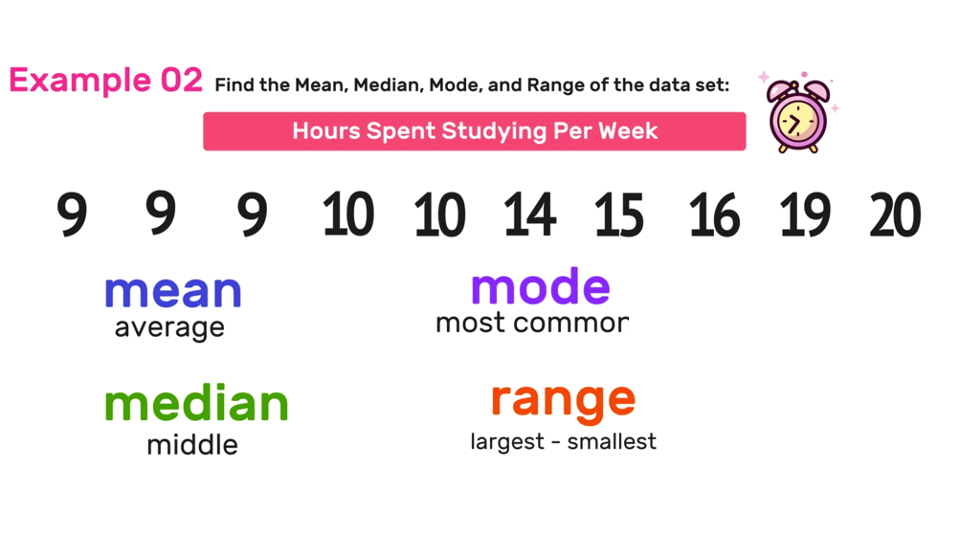 Example 02 Find the Mean, Median, Mode, and Range of the data set:
Hours Spent Studying Per Week
9 9 9 10 10 14 15 16 19 20
mean mode
average most common
median range
middle largest - smallest